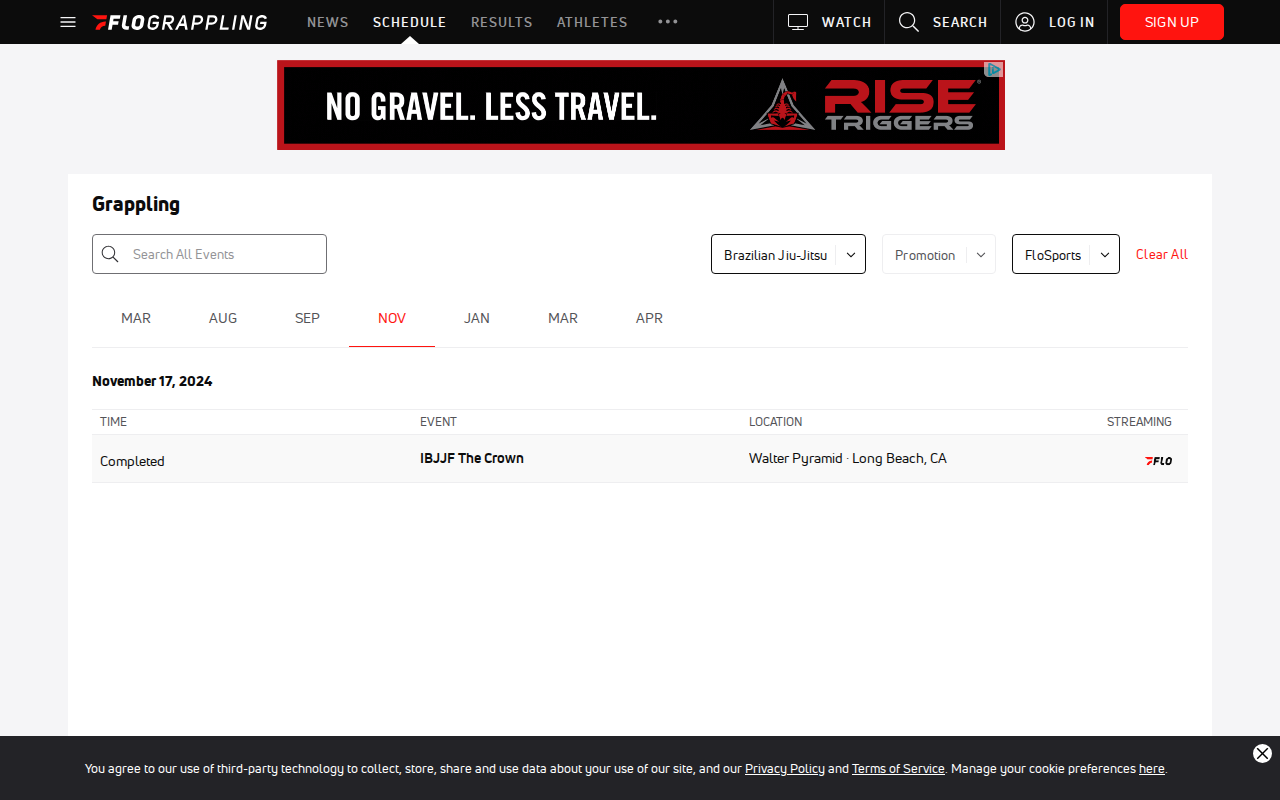 FLOGRAPPLING NEWS SCHEDULE RESULTS ATHLETES ••• WATCH SEARCH LOG IN SIGN UP
NO GRAVEL. LESS TRAVEL. RISE TRIGGERS
Grappling
Search All Events Brazilian Jiu-Jitsu Promotion FloSports Clear All
MAR AUG SEP NOV JAN MAR APR
November 17, 2024
TIME EVENT LOCATION STREAMING
Completed IBJJF The Crown Walter Pyramid · Long Beach, CA FLO
You agree to our use of third-party technology to collect, store, share and use data about your use of our site, and our Privacy Policy and Terms of Service. Manage your cookie preferences here.